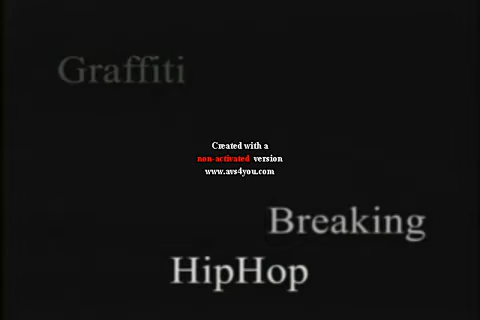 Graffiti
Created with a
non-activated version
www.avs4you.com
Breaking
HipHop